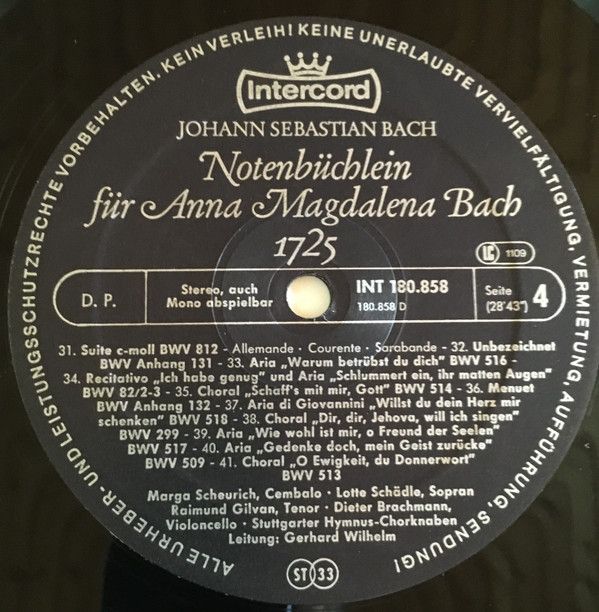 ALLE URHEBER- UND LEISTUNGSSCHUTZRECHTE VORBEHALTEN. KEIN VERLEIH! KEINE UNERLAUBTE VERVIELFÄLTIGUNG, VERMIETUNG, AUFFÜHRUNG, SENDUNG!
Intercord
JOHANN SEBASTIAN BACH
Notenbüchlein
für Anna Magdalena Bach
1725
LC 1109
D. P.
Stereo, auch
Mono abspielbar
INT 180.858
180.858 D
Seite
(28'43")
4
31. Suite c-moll BWV 812 - Allemande · Courente · Sarabande - 32. Unbezeichnet
BWV Anhang 131 - 33. Aria „Warum betrübst du dich" BWV 516 -
34. Recitativo „Ich habe genug" und Aria „Schlummert ein, ihr matten Augen"
BWV 82/2-3 - 35. Choral „Schaff's mit mir, Gott" BWV 514 - 36. Menuet
BWV Anhang 132 - 37. Aria di Giovannini „Willst du dein Herz mir
schenken" BWV 518 - 38. Choral „Dir, dir, Jehova, will ich singen"
BWV 299 - 39. Aria „Wie wohl ist mir, o Freund der Seelen"
BWV 517 - 40. Aria „Gedenke doch, mein Geist zurücke"
BWV 509 - 41. Choral „O Ewigkeit, du Donnerwort"
BWV 513
Marga Scheurich, Cembalo · Lotte Schädle, Sopran
Raimund Gilvan, Tenor · Dieter Brachmann,
Violoncello · Stuttgarter Hymnus-Chorknaben
Leitung: Gerhard Wilhelm
ST 33